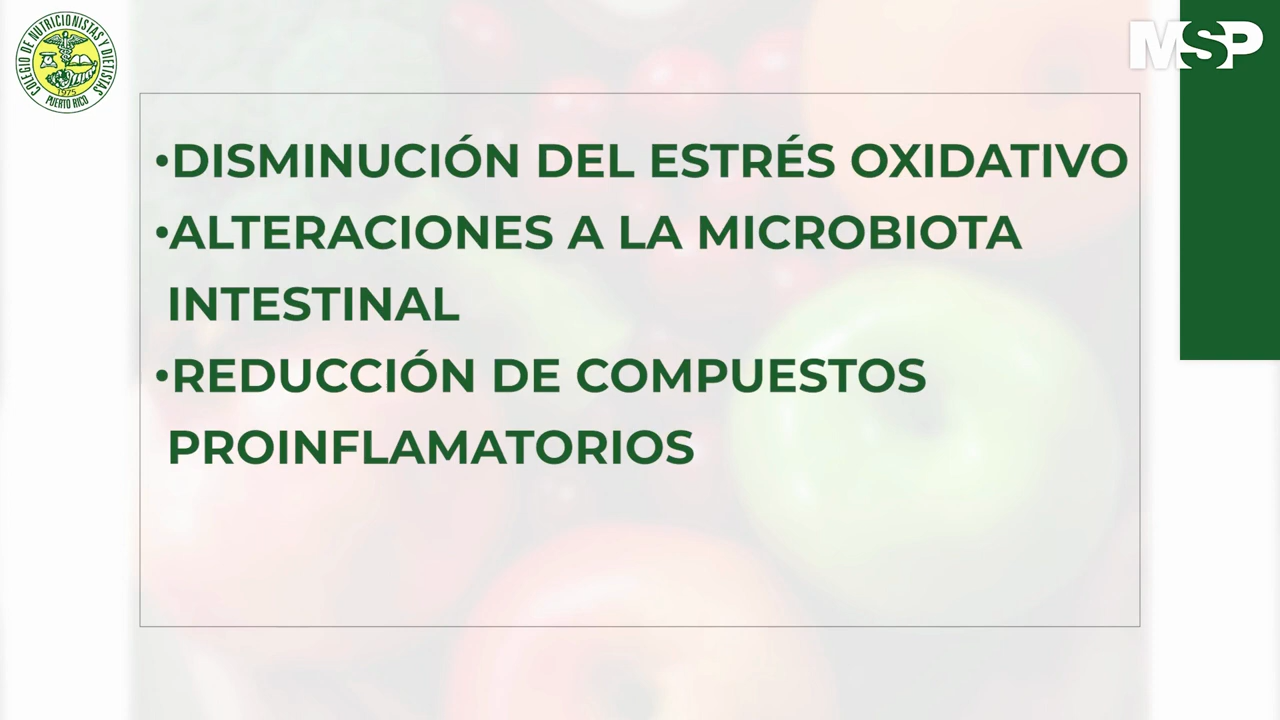 COLEGIO DE NUTRICIONISTAS Y DIETISTAS
1975
PUERTO RICO
MSP
•DISMINUCIÓN DEL ESTRÉS OXIDATIVO
•ALTERACIONES A LA MICROBIOTA
INTESTINAL
•REDUCCIÓN DE COMPUESTOS
PROINFLAMATORIOS